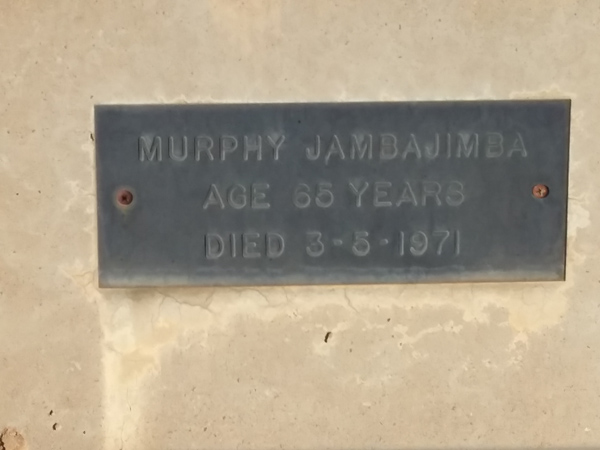 MURPHY JAMBAJIMBA
AGE 65 YEARS
DIED 3-5-1971